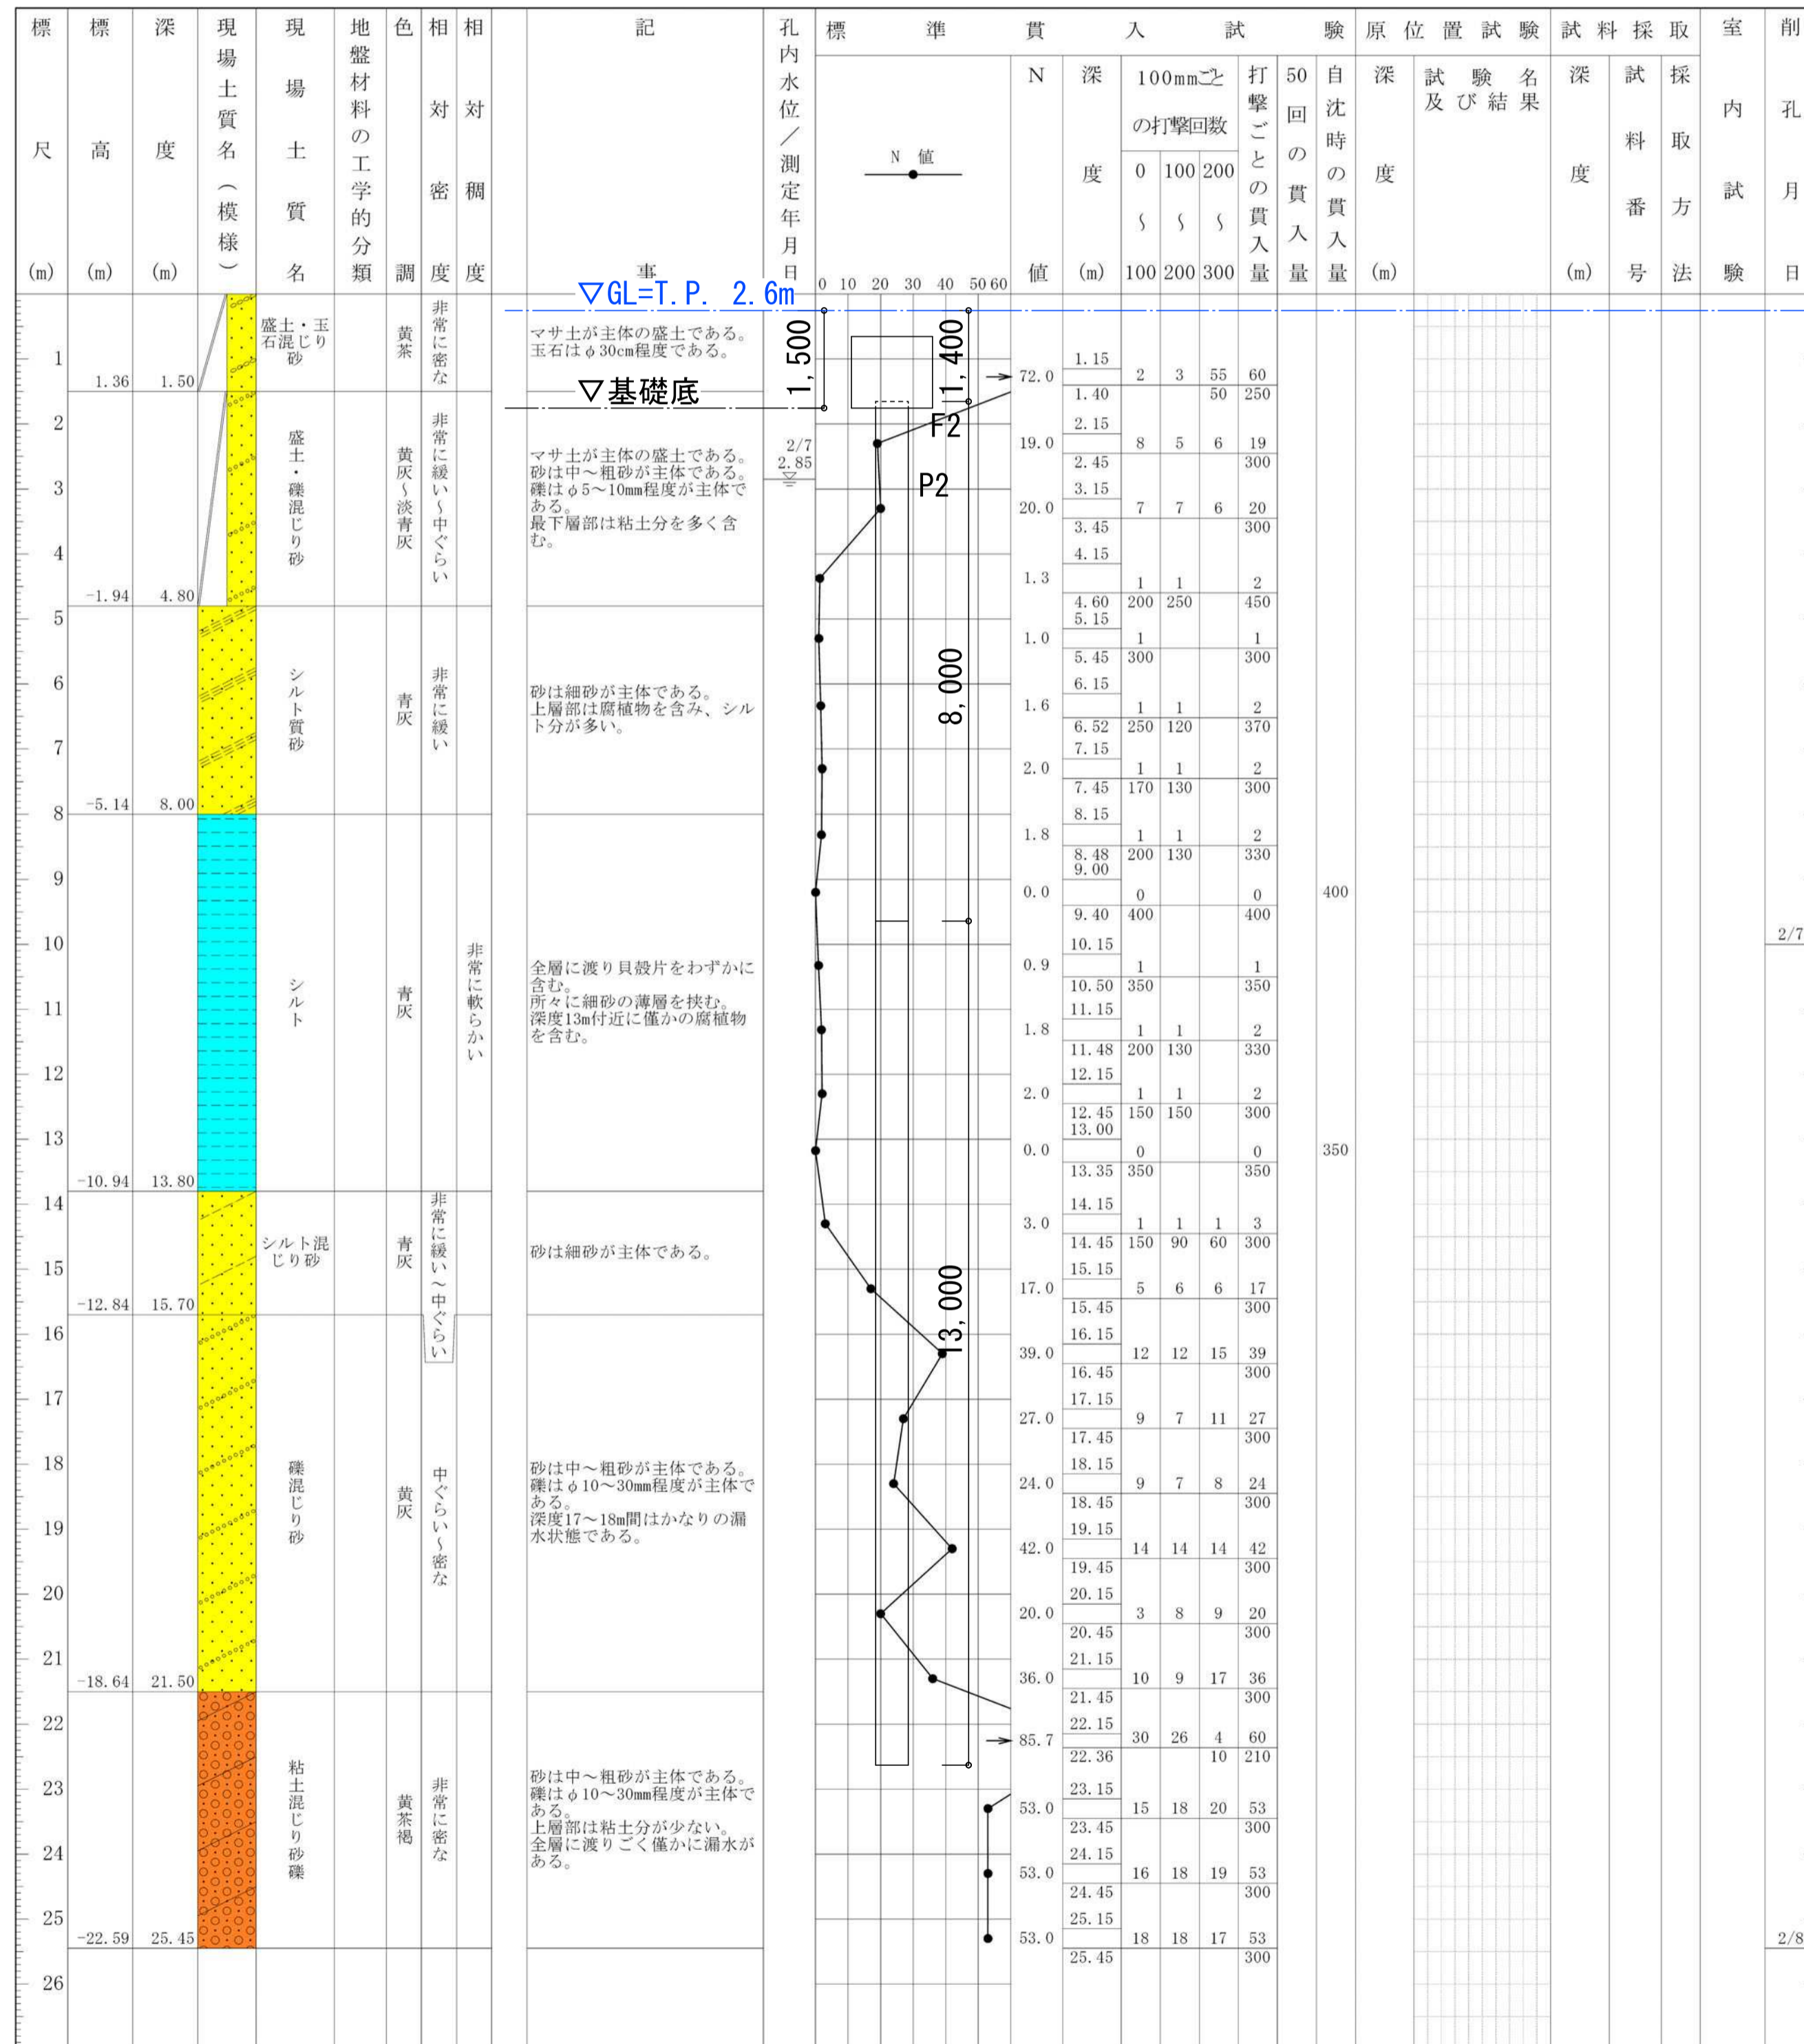 標尺(m)
標高(m)
深度(m)
現場土質名(模様)
現場土質名
地盤材料の工学的分類
色調
相対密度
相対稠度
記事
孔内水位/測定年月日
標準貫入試験
N値
0 10 20 30 40 50 60
N値
深度(m)
100mmごとの打撃回数
0〜100
100〜200
200〜300
打撃ごとの貫入量
50回の貫入量
自沈時の貫入量
原位置試験
深度(m)
試験名及び結果
試料採取
深度(m)
試料番号
採取方法
室内試験
削孔月日
▽GL=T.P. 2.6m
1,500
1,400
▽基礎底
F2
P2
8,000
13,000
2/7
2.85
1
1.36 1.50
盛土・玉石混じり砂
黄茶
非常に密な
マサ土が主体の盛土である。
玉石はφ30cm程度である。
2
3
4
-1.94 4.80
盛土・礫混じり砂
黄灰〜淡青灰
非常に緩い〜中ぐらい
マサ土が主体の盛土である。
砂は中〜粗砂が主体である。
礫はφ5〜10mm程度が主体で
ある。
最下層部は粘土分を多く含
む。
5
6
7
-5.14 8.00
シルト質砂
青灰
非常に緩い
砂は細砂が主体である。
上層部は腐植物を含み、シル
ト分が多い。
8
9
10
11
12
13
-10.94 13.80
シルト
青灰
非常に軟らかい
全層に渡り貝殻片をわずかに
含む。
所々に細砂の薄層を挟む。
深度13m付近に僅かの腐植物
を含む。
14
15
-12.84 15.70
シルト混じり砂
青灰
非常に緩い〜中ぐらい
砂は細砂が主体である。
16
17
18
19
20
21
-18.64 21.50
礫混じり砂
黄灰
中ぐらい〜密な
砂は中〜粗砂が主体である。
礫はφ10〜30mm程度が主体で
ある。
深度17〜18m間はかなりの漏
水状態である。
22
23
24
25
-22.59 25.45
粘土混じり砂礫
黄茶褐
非常に密な
砂は中〜粗砂が主体である。
礫はφ10〜30mm程度が主体で
ある。
上層部は粘土分が少ない。
全層に渡りごく僅かに漏水が
ある。
26
1.15
72.0 2 3 55 60
1.40 50 250
2.15
19.0 8 5 6 19
2.45 300
3.15
20.0 7 7 6 20
3.45 300
4.15
1.3 1 1 2
4.60 200 250 450
5.15
1.0 1 1
5.45 300 300
6.15
1.6 1 1 2
6.52 250 120 370
7.15
2.0 1 1 2
7.45 170 130 300
8.15
1.8 1 1 2
8.48 200 130 330
9.00
0.0 0 0 400
9.40 400 400
10.15
0.9 1 1
10.50 350 350
11.15
1.8 1 1 2
11.48 200 130 330
12.15
2.0 1 1 2
12.45 150 150 300
13.00
0.0 0 0 350
13.35 350 350
14.15
3.0 1 1 1 3
14.45 150 90 60 300
15.15
17.0 5 6 6 17
15.45 300
16.15
39.0 12 12 15 39
16.45 300
17.15
27.0 9 7 11 27
17.45 300
18.15
24.0 9 7 8 24
18.45 300
19.15
42.0 14 14 14 42
19.45 300
20.15
20.0 3 8 9 20
20.45 300
21.15
36.0 10 9 17 36
21.45 300
22.15
85.7 30 26 4 60
22.36 10 210
23.15
53.0 15 18 20 53
23.45 300
24.15
53.0 16 18 19 53
24.45 300
25.15
53.0 18 18 17 53
25.45 300
2/7
2/8